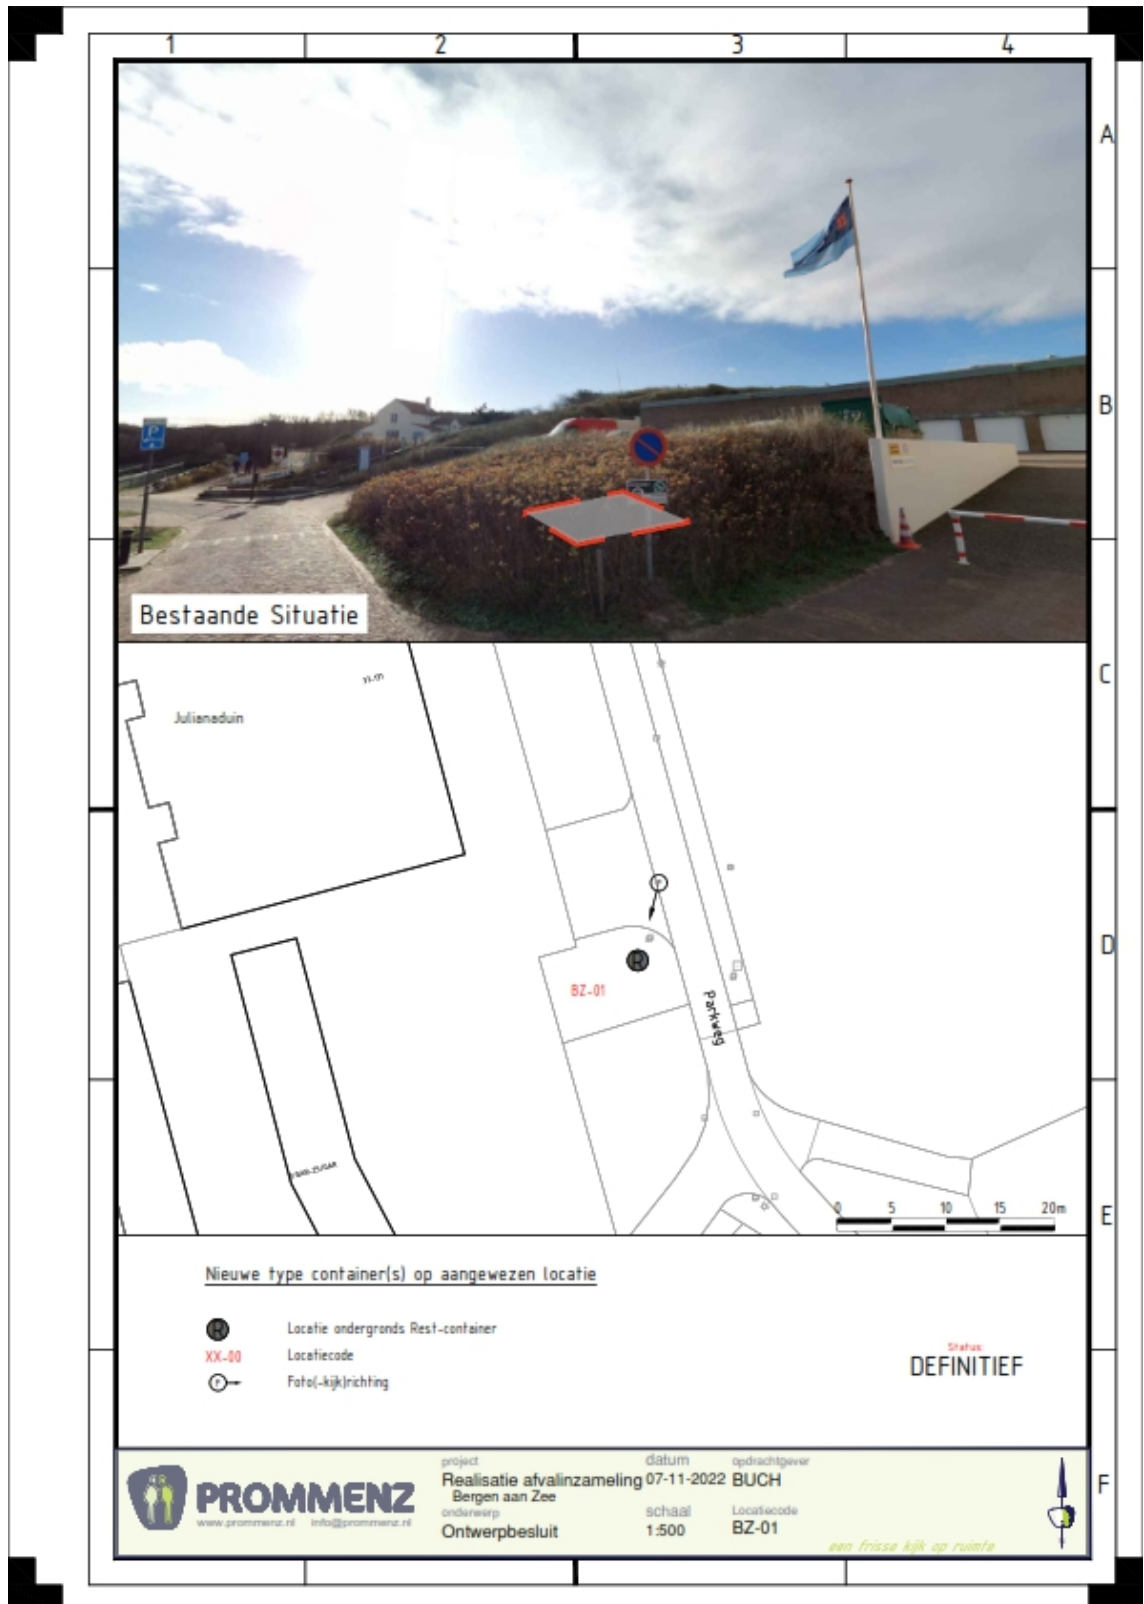 1 2 3 4
A
B
Bestaande Situatie
C
33-01
Julianaduin
D
BZ-01
Parkweg
0 5 10 15 20m
E
Nieuwe type container(s) op aangewezen locatie
R Locatie ondergronds Rest-container
XX-00 Locatiecode
F Foto(-kijk)richting
Status:
DEFINITIEF
F
PROMMENZ
www.prommenz.nl info@prommenz.nl
project datum opdrachtgever
Realisatie afvalinzameling 07-11-2022 BUCH
Bergen aan Zee
onderwerp schaal Locatiecode
Ontwerpbesluit 1:500 BZ-01
een frisse kijk op ruimte